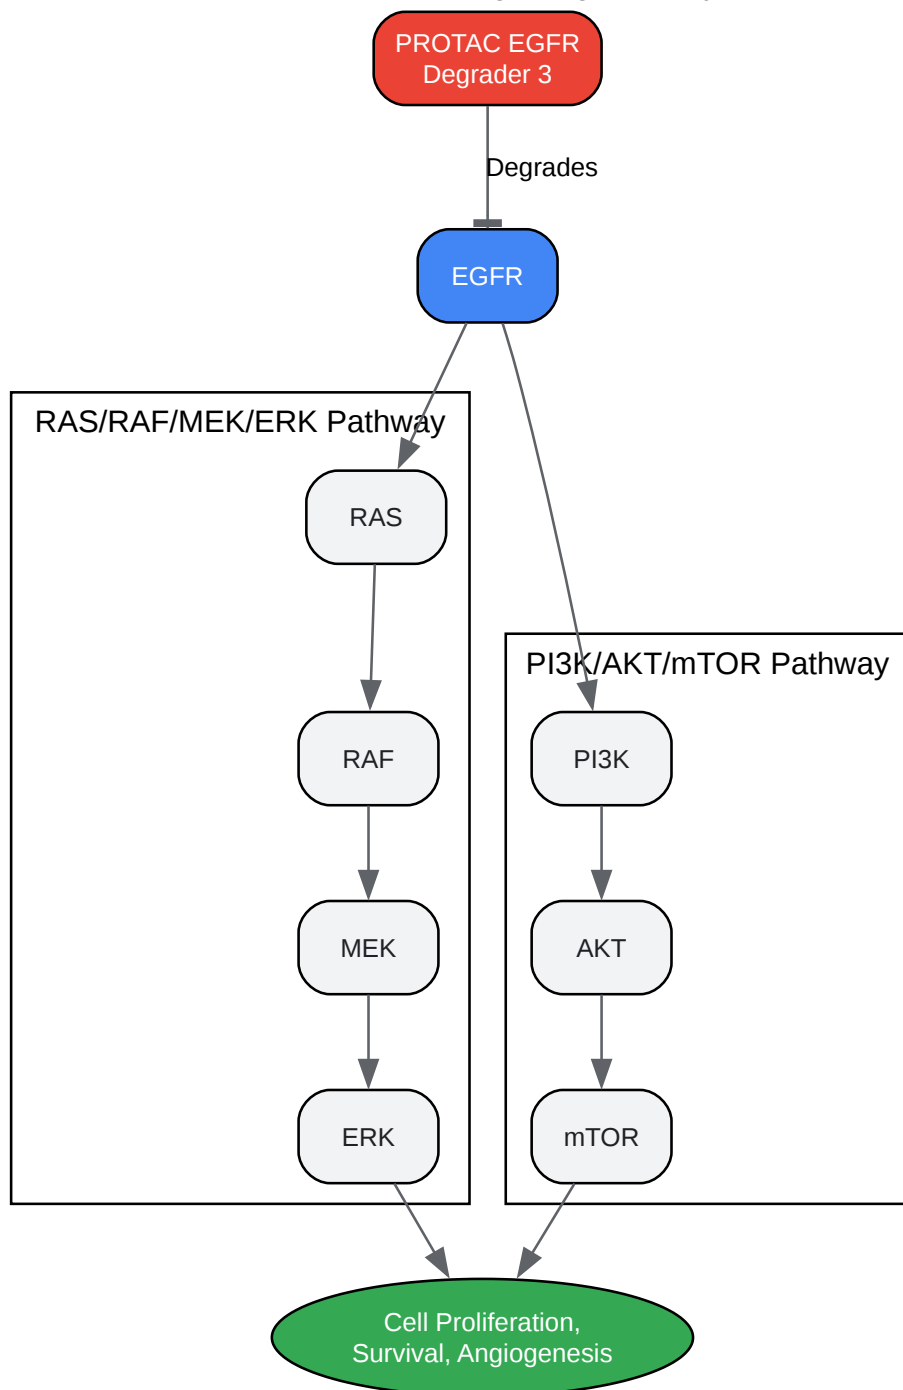 PROTAC EGFR
Degrader 3
Degrades
EGFR
RAS/RAF/MEK/ERK Pathway
RAS
PI3K/AKT/mTOR Pathway
RAF
PI3K
MEK
AKT
ERK
mTOR
Cell Proliferation,
Survival, Angiogenesis